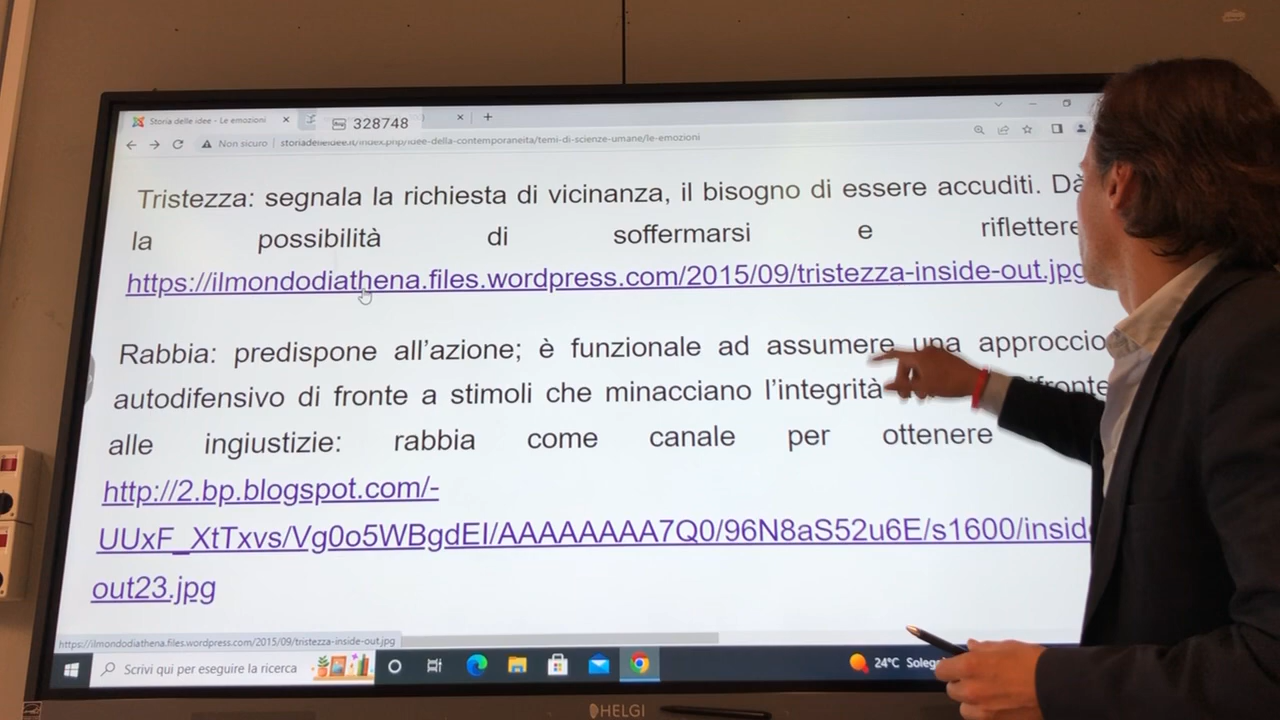 Storia delle idee - Le emozioni
328748
Non sicuro storiadelleidee.it/index.php/idee-della-contemporaneita/temi-di-scienze-umane/le-emozioni
Tristezza: segnala la richiesta di vicinanza, il bisogno di essere accuditi. Dà
la possibilità di soffermarsi e riflettere
https://ilmondodiathena.files.wordpress.com/2015/09/tristezza-inside-out.jpg
Rabbia: predispone all’azione; è funzionale ad assumere una approccio
autodifensivo di fronte a stimoli che minacciano l’integrità
alle ingiustizie: rabbia come canale per ottenere
http://2.bp.blogspot.com/-
UUxF_XtTxvs/Vg0o5WBgdEI/AAAAAAAA7Q0/96N8aS52u6E/s1600/insid
out23.jpg
https://ilmondodiathena.files.wordpress.com/2015/09/tristezza-inside-out.jpg
Scrivi qui per eseguire la ricerca
24°C
HELGI